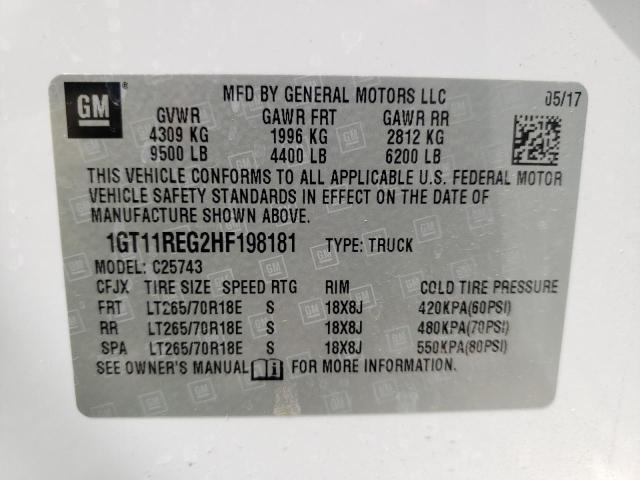 GM
®
MFD BY GENERAL MOTORS LLC 05/17
GVWR GAWR FRT GAWR RR
4309 KG 1996 KG 2812 KG
9500 LB 4400 LB 6200 LB
THIS VEHICLE CONFORMS TO ALL APPLICABLE U.S. FEDERAL MOTOR
VEHICLE SAFETY STANDARDS IN EFFECT ON THE DATE OF
MANUFACTURE SHOWN ABOVE.
1GT11REG2HF198181 TYPE: TRUCK
MODEL: C25743
CFJX TIRE SIZE SPEED RTG RIM COLD TIRE PRESSURE
FRT LT265/70R18E S 18X8J 420KPA(60PSI)
RR LT265/70R18E S 18X8J 480KPA(70PSI)
SPA LT265/70R18E S 18X8J 550KPA(80PSI)
SEE OWNER'S MANUAL i FOR MORE INFORMATION.